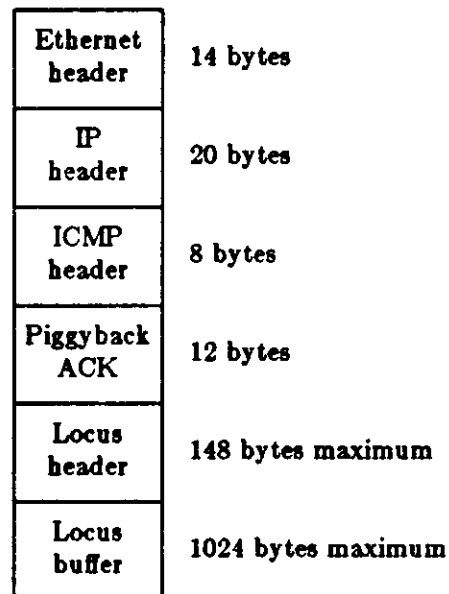 Ethernet
header
14 bytes
IP
header
20 bytes
ICMP
header
8 bytes
Piggyback
ACK
12 bytes
Locus
header
148 bytes maximum
Locus
buffer
1024 bytes maximum